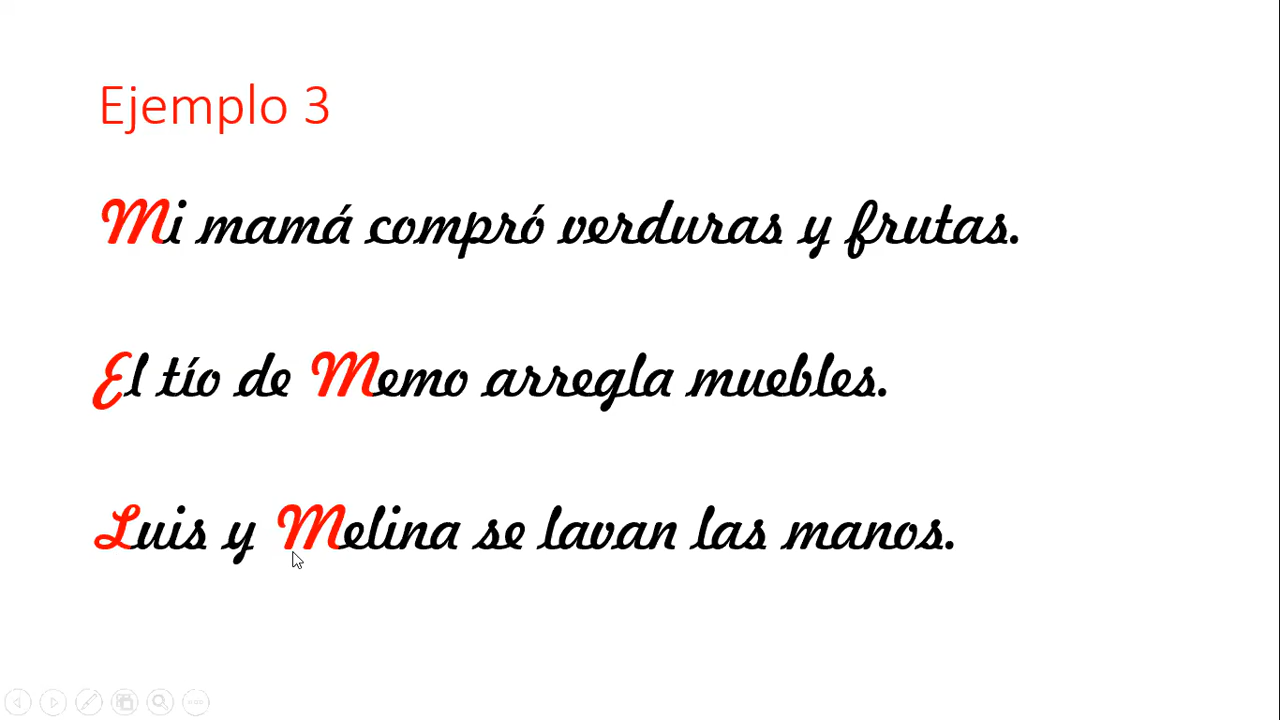 Ejemplo 3
Mi mamá compró verduras y frutas.
El tío de Memo arregla muebles.
Luis y Melina se lavan las manos.